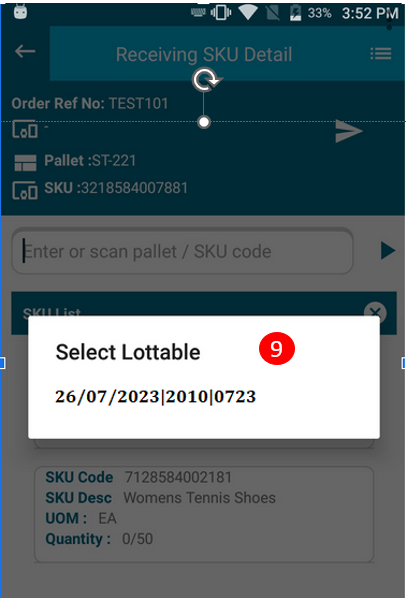 33% 3:52 PM
Receiving SKU Detail
Order Ref No: TEST101
-
Pallet :ST-221
SKU :3218584007881
Enter or scan pallet / SKU code
SKU List
Select Lottable
9
26/07/2023|2010|0723
SKU Code 7128584002181
SKU Desc Womens Tennis Shoes
UOM : EA
Quantity : 0/50